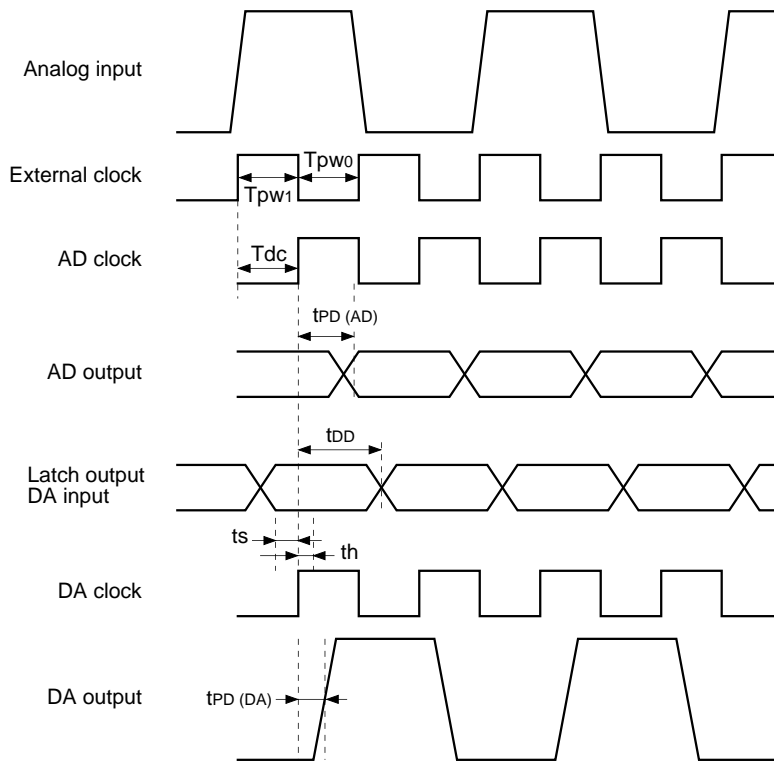 Analog input
External clock
Tpw1
Tpw0
AD clock
Tdc
tPD (AD)
AD output
tDD
Latch output
DA input
ts
th
DA clock
DA output
tPD (DA)